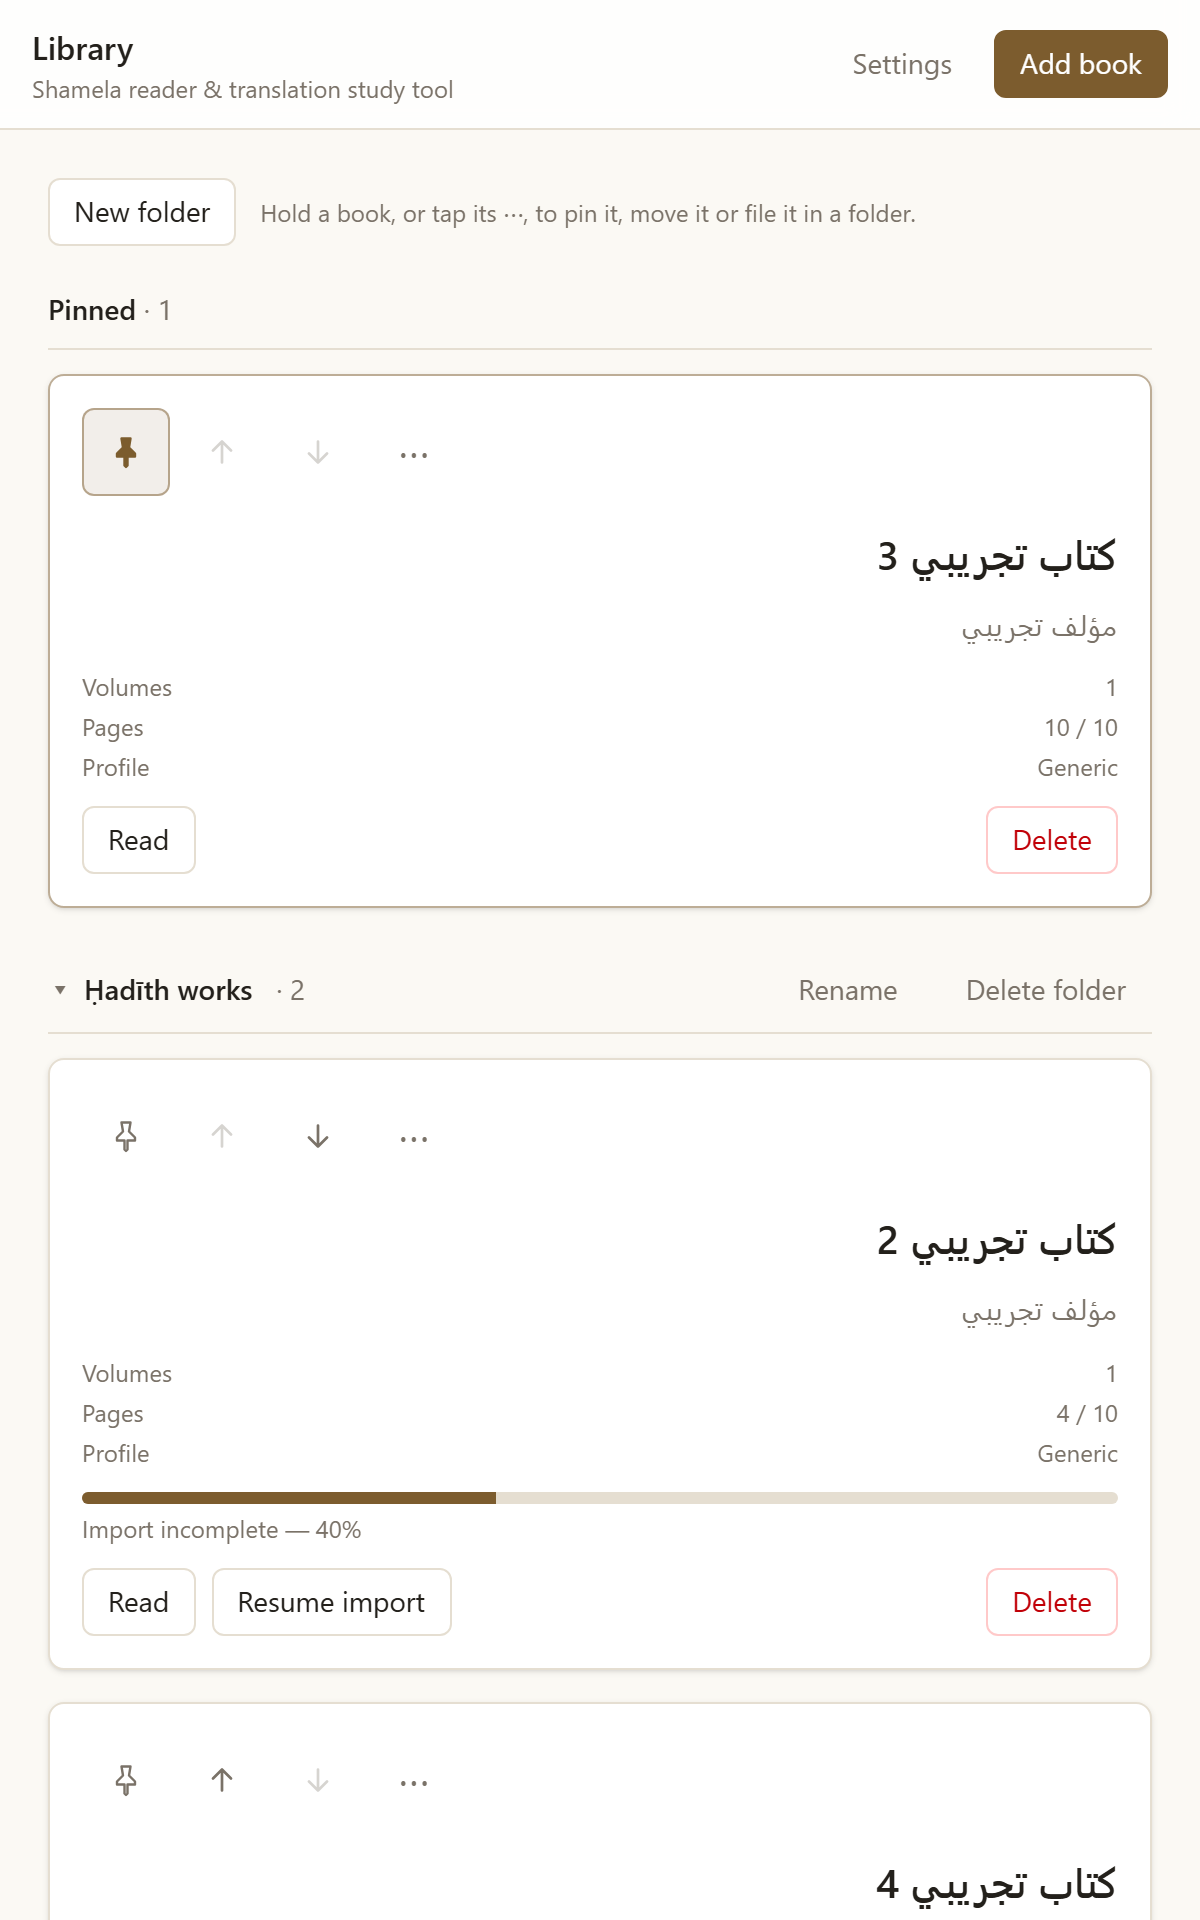 Library
Shamela reader & translation study tool
Settings
Add book
New folder
Hold a book, or tap its ⋯, to pin it, move it or file it in a folder.
Pinned · 1
⋯
كتاب تجريبي 3
مؤلف تجريبي
Volumes 1
Pages 10 / 10
Profile Generic
Read
Delete
Ḥadīth works · 2
Rename
Delete folder
⋯
كتاب تجريبي 2
مؤلف تجريبي
Volumes 1
Pages 4 / 10
Profile Generic
Import incomplete — 40%
Read
Resume import
Delete
⋯
كتاب تجريبي 4